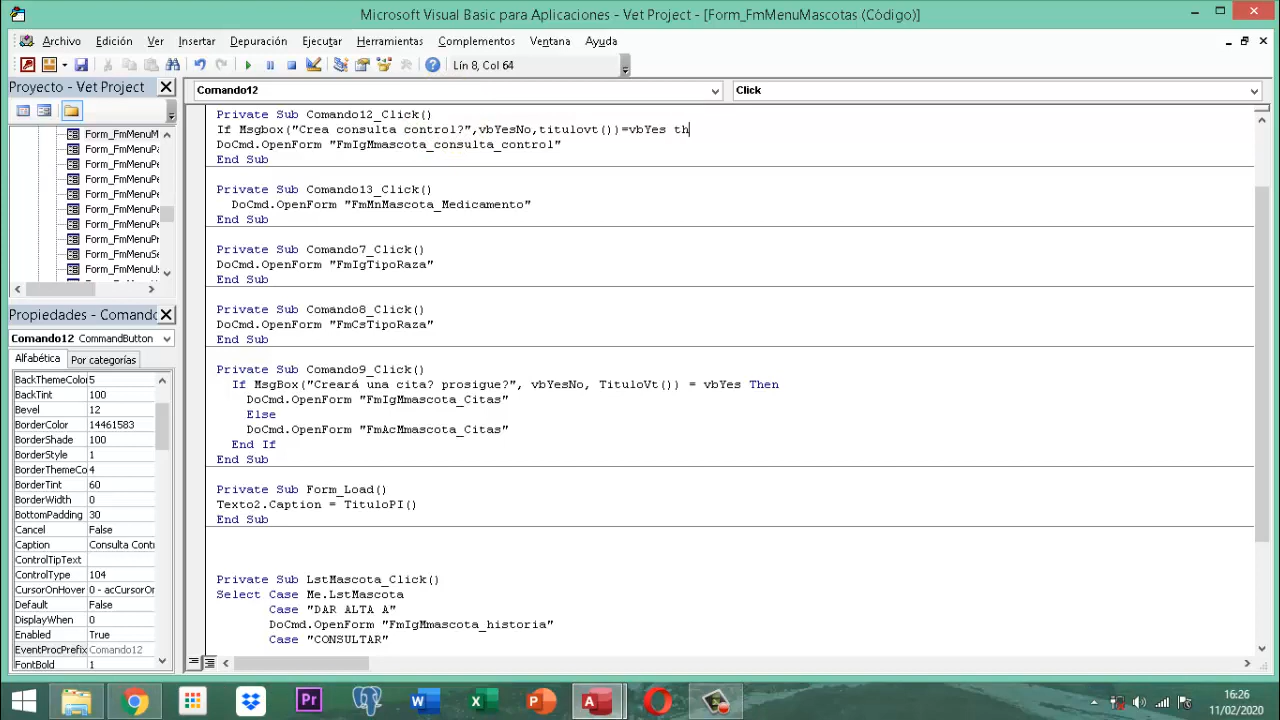 Microsoft Visual Basic para Aplicaciones - Vet Project - [Form_FmMenuMascotas (Código)]
Archivo Edición Ver Insertar Formato Depuración Ejecutar Herramientas Complementos Ventana Ayuda
Lín 8, Col 64
Proyecto - Vet Project
Form_FmMenuM
Form_FmMenuPa
Form_FmMenuPa
Form_FmMenuPa
Form_FmMenuPe
Form_FmMenuPe
Form_FmMenuPe
Form_FmMenuPr
Form_FmMenuSe
Form_FmMenuU
Propiedades - Comando
Comando12 CommandButton
Alfabética Por categorías
BackThemeColor 5
BackTint 100
Bevel 12
BorderColor 14461583
BorderShade 100
BorderStyle 1
BorderThemeCo 4
BorderTint 60
BorderWidth 0
BottomPadding 30
Cancel False
Caption Consulta Cont
ControlTipText
ControlType 104
CursorOnHover 0 - acCursorOn
Default False
DisplayWhen 0
Enabled True
EventProcPrefix Comando12
FontBold 1
Comando12 Click
Private Sub Comando12_Click()
If Msgbox("Crea consulta control?",vbYesNo,titulovt())=vbYes th
DoCmd.OpenForm "FmIgMmascota_consulta_control"
End Sub
Private Sub Comando13_Click()
DoCmd.OpenForm "FmMnMascota_Medicamento"
End Sub
Private Sub Comando7_Click()
DoCmd.OpenForm "FmIgTipoRaza"
End Sub
Private Sub Comando8_Click()
DoCmd.OpenForm "FmCsTipoRaza"
End Sub
Private Sub Comando9_Click()
If MsgBox("Creará una cita? prosigue?", vbYesNo, TituloVt()) = vbYes Then
DoCmd.OpenForm "FmIgMmascota_Citas"
Else
DoCmd.OpenForm "FmAcMmascota_Citas"
End If
End Sub
Private Sub Form_Load()
Texto2.Caption = TituloPI()
End Sub
Private Sub LstMascota_Click()
Select Case Me.LstMascota
Case "DAR ALTA A"
DoCmd.OpenForm "FmIgMmascota_historia"
Case "CONSULTAR"
Pr
16:26
11/02/2020